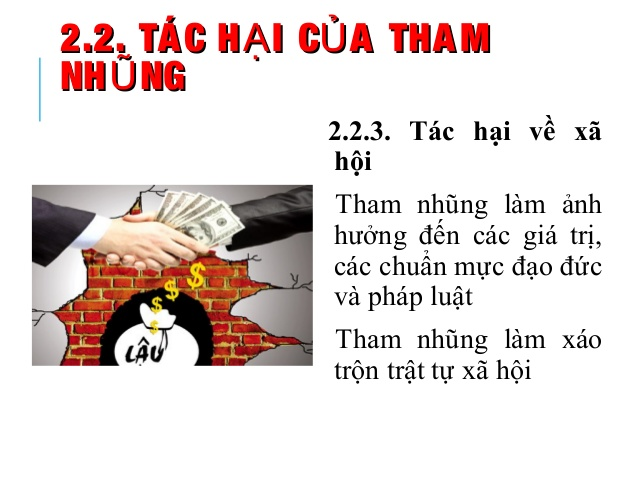 2.2. TÁC HẠI CỦA THAM
NHŨNG
2.2.3. Tác hại về xã
hội
Tham nhũng làm ảnh
hưởng đến các giá trị,
các chuẩn mực đạo đức
và pháp luật
Tham nhũng làm xáo
trộn trật tự xã hội
$
$
$
$
LẬU